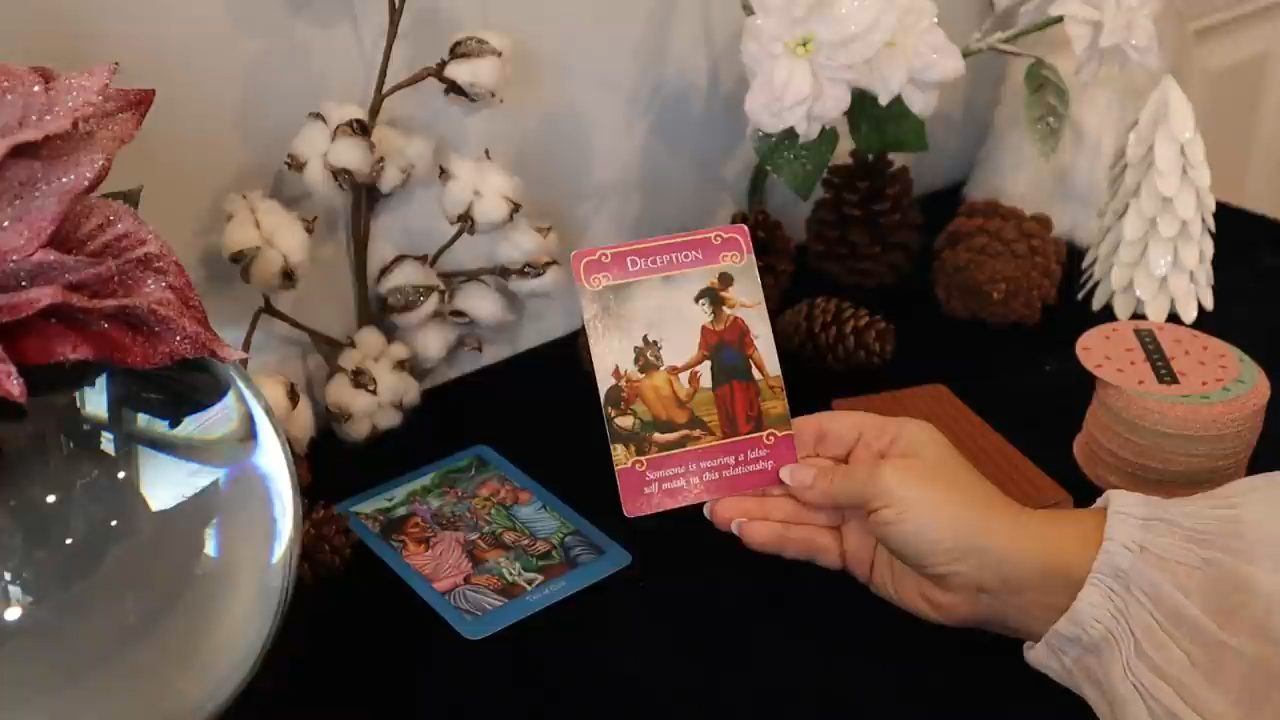 DECEPTION
Someone is wearing a false-
self mask in this relationship.